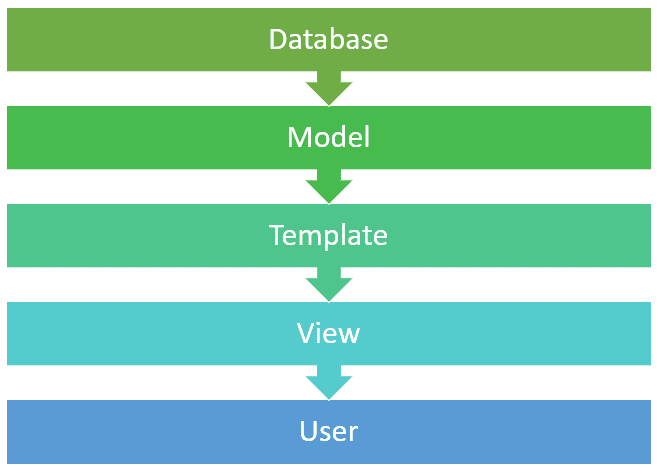 Database
Model
Template
View
User